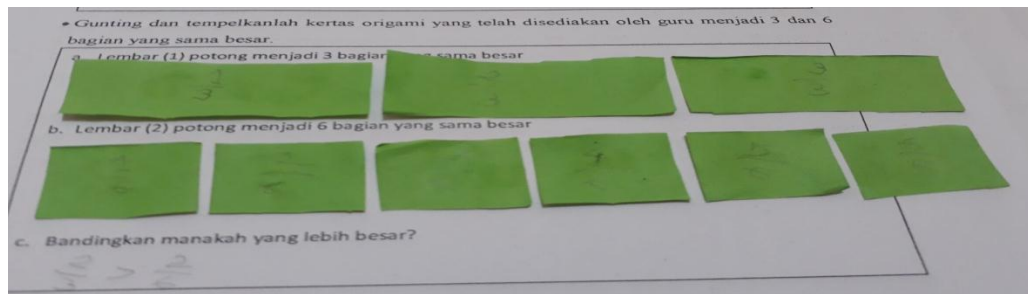 • Gunting dan tempelkanlah kertas origami yang telah disediakan oleh guru menjadi 3 dan 6
bagian yang sama besar.
a. Lembar (1) potong menjadi 3 bagian sama besar
b. Lembar (2) potong menjadi 6 bagian yang sama besar
c. Bandingkan manakah yang lebih besar?